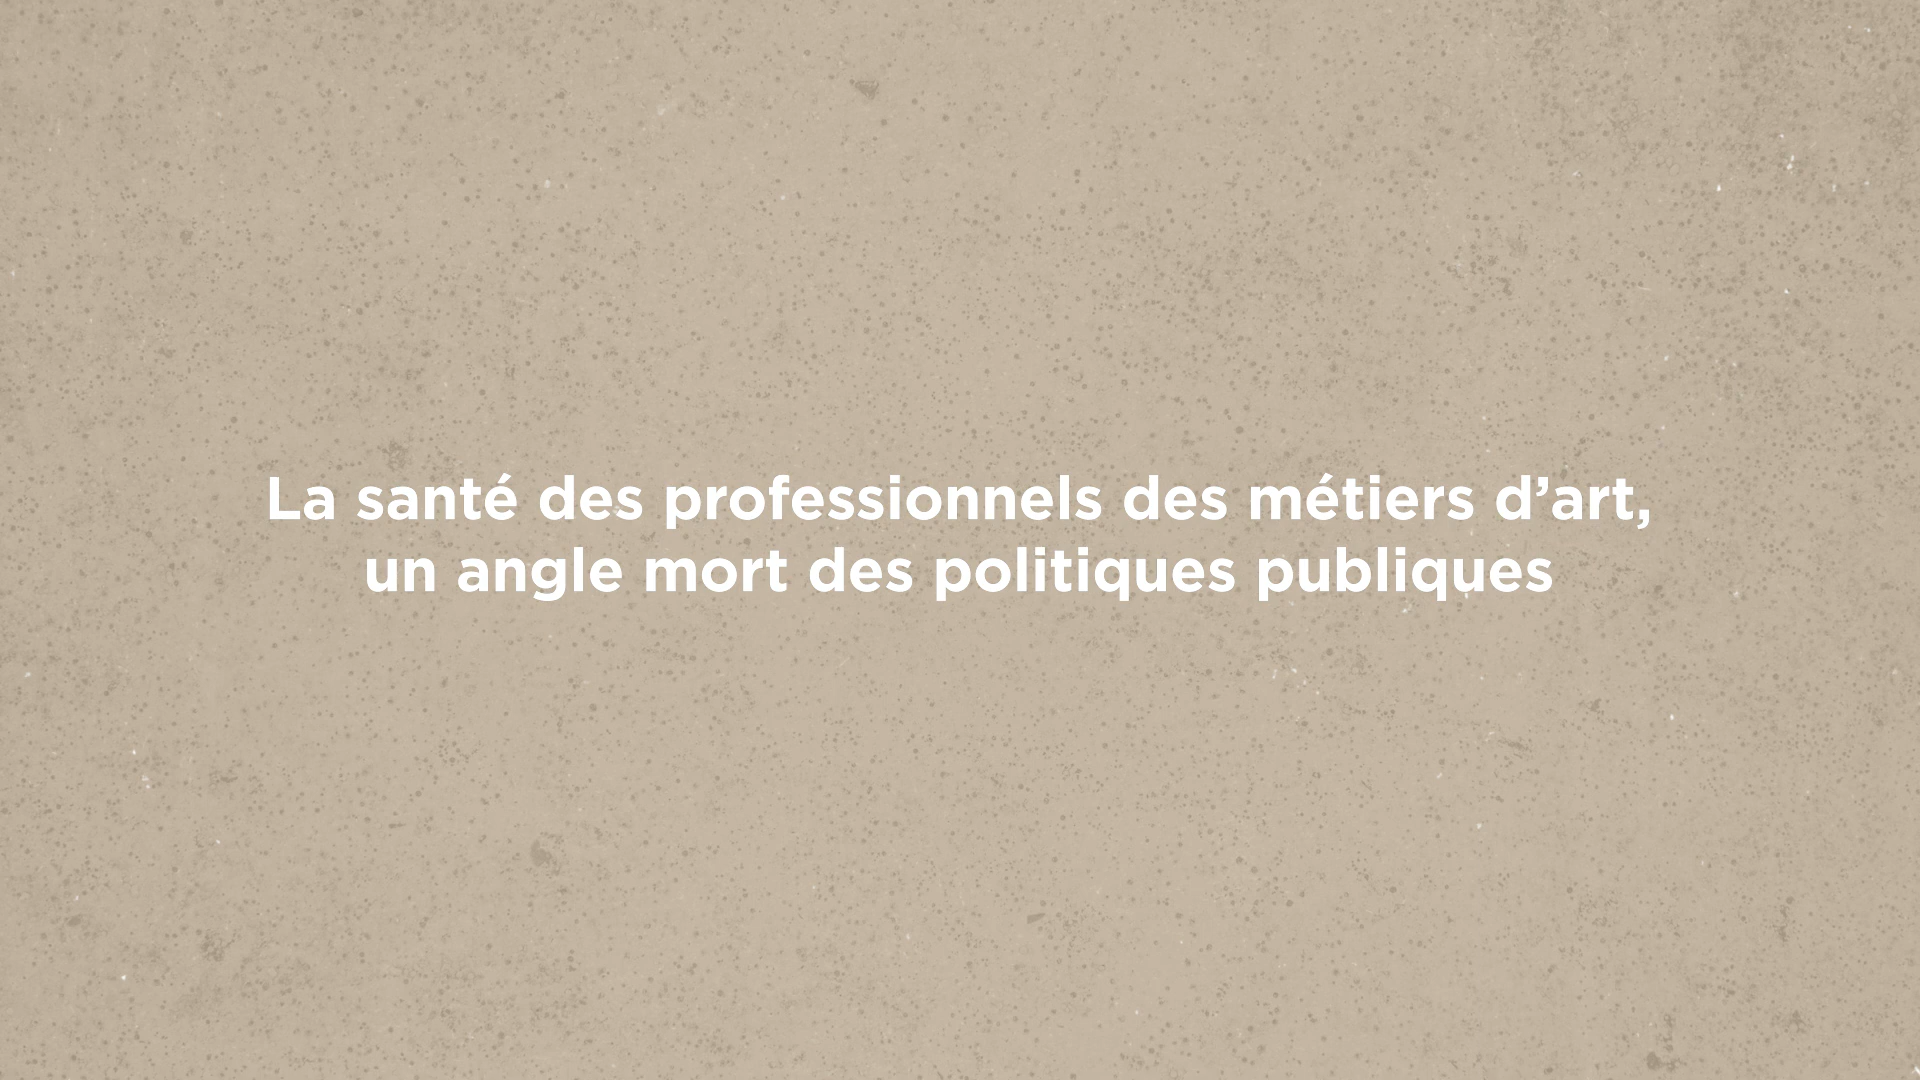 La santé des professionnels des métiers d’art,
un angle mort des politiques publiques